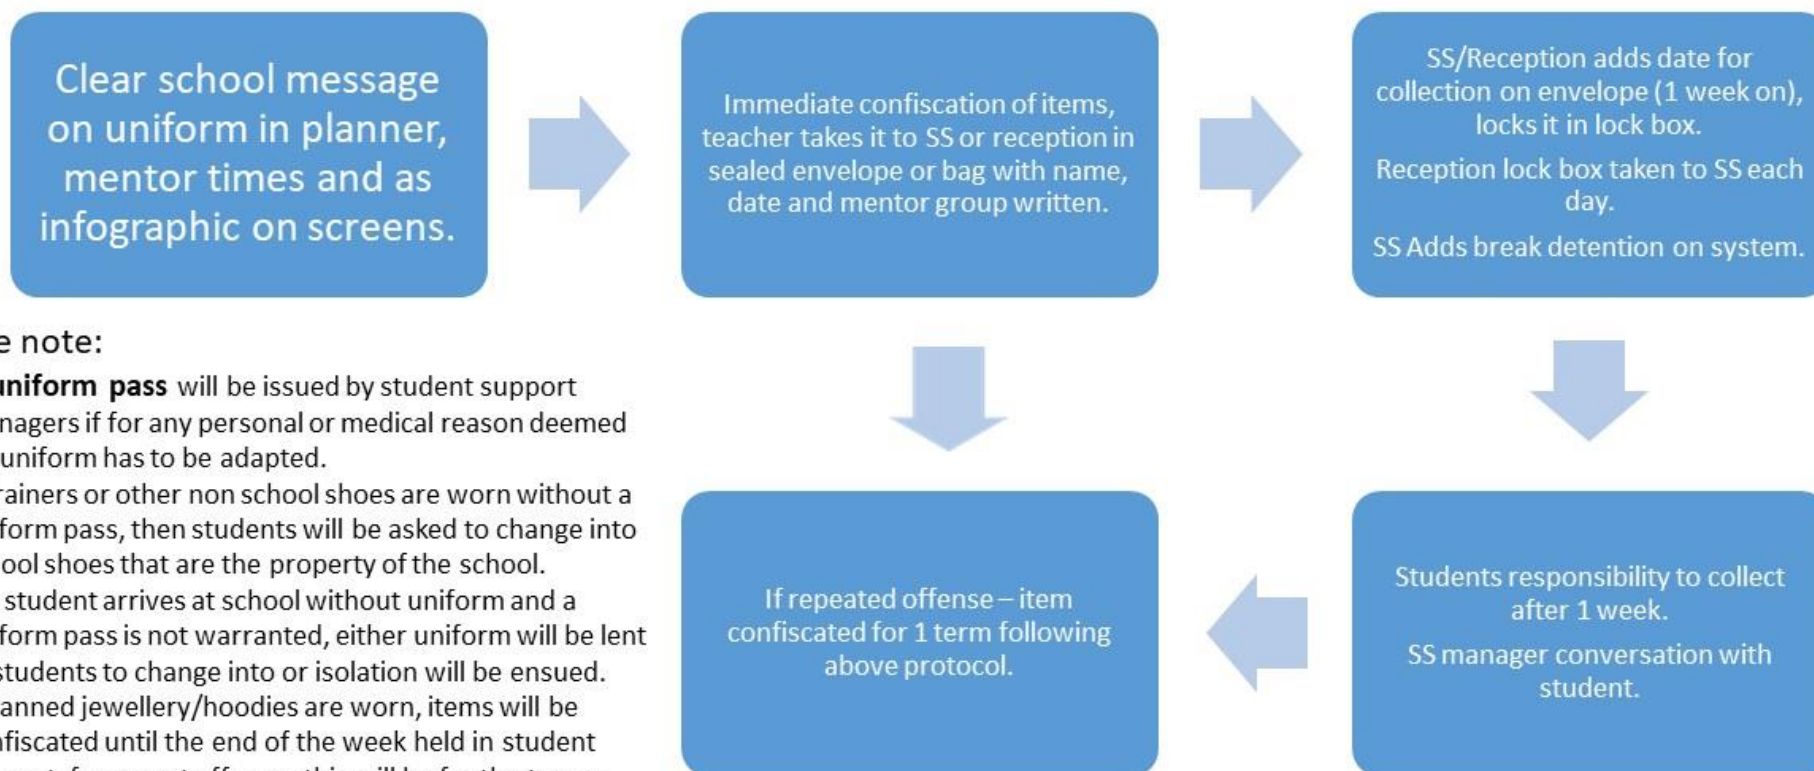 Clear school message
on uniform in planner,
mentor times and as
infographic on screens.
Immediate confiscation of items,
teacher takes it to SS or reception in
sealed envelope or bag with name,
date and mentor group written.
SS/Reception adds date for
collection on envelope (1 week on),
locks it in lock box.
Reception lock box taken to SS each
day.
SS Adds break detention on system.
e note:
uniform pass will be issued by student support
nagers if for any personal or medical reason deemed
uniform has to be adapted.
rainers or other non school shoes are worn without a
form pass, then students will be asked to change into
ool shoes that are the property of the school.
student arrives at school without uniform and a
form pass is not warranted, either uniform will be lent
students to change into or isolation will be ensued.
anned jewellery/hoodies are worn, items will be
nfiscated until the end of the week held in student
If repeated offense – item
confiscated for 1 term following
above protocol.
Students responsibility to collect
after 1 week.
SS manager conversation with
student.